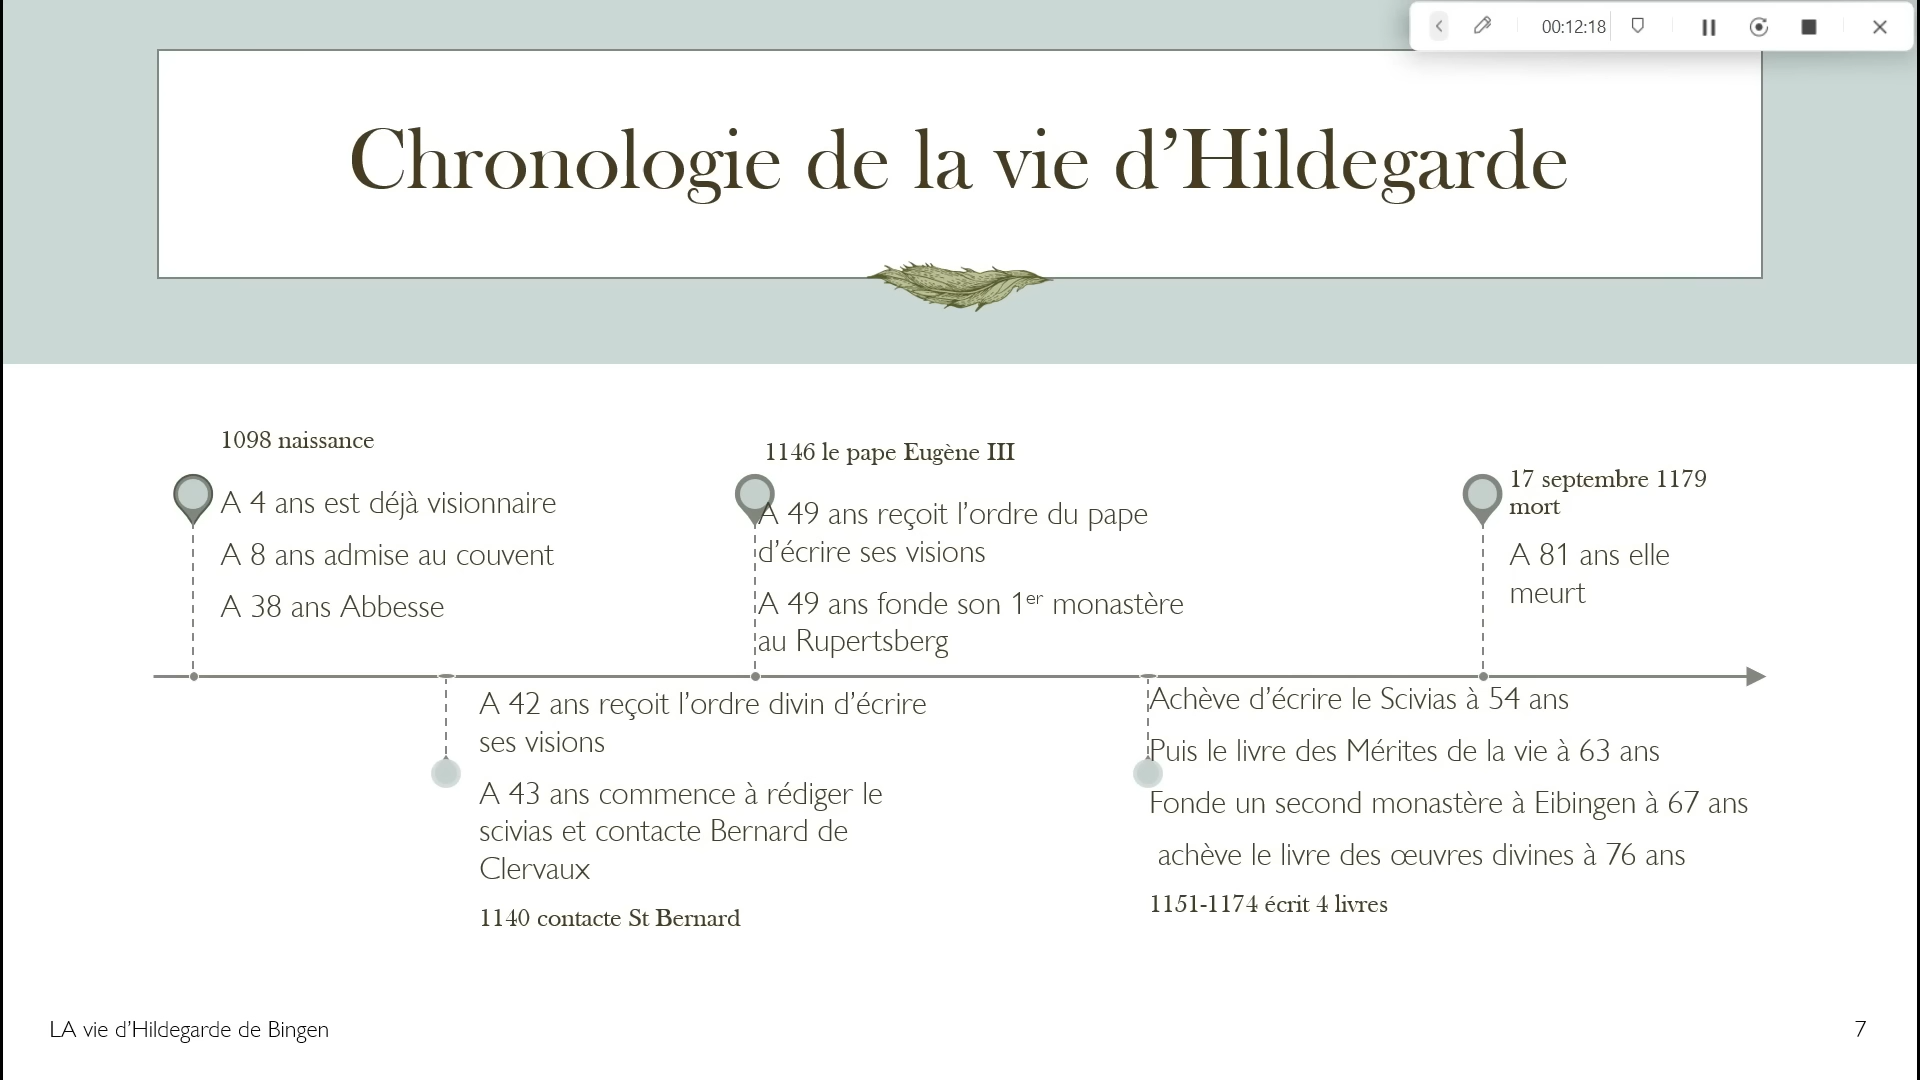 00:12:18
Chronologie de la vie d’Hildegarde
1098 naissance
A 4 ans est déjà visionnaire
A 8 ans admise au couvent
A 38 ans Abbesse
A 42 ans reçoit l’ordre divin d’écrire
ses visions
A 43 ans commence à rédiger le
scivias et contacte Bernard de
Clervaux
1140 contacte St Bernard
1146 le pape Eugène III
A 49 ans reçoit l’ordre du pape
d’écrire ses visions
A 49 ans fonde son 1er monastère
au Rupertsberg
Achève d’écrire le Scivias à 54 ans
Puis le livre des Mérites de la vie à 63 ans
Fonde un second monastère à Eibingen à 67 ans
achève le livre des œuvres divines à 76 ans
1151-1174 écrit 4 livres
17 septembre 1179
mort
A 81 ans elle
meurt
LA vie d’Hildegarde de Bingen
7